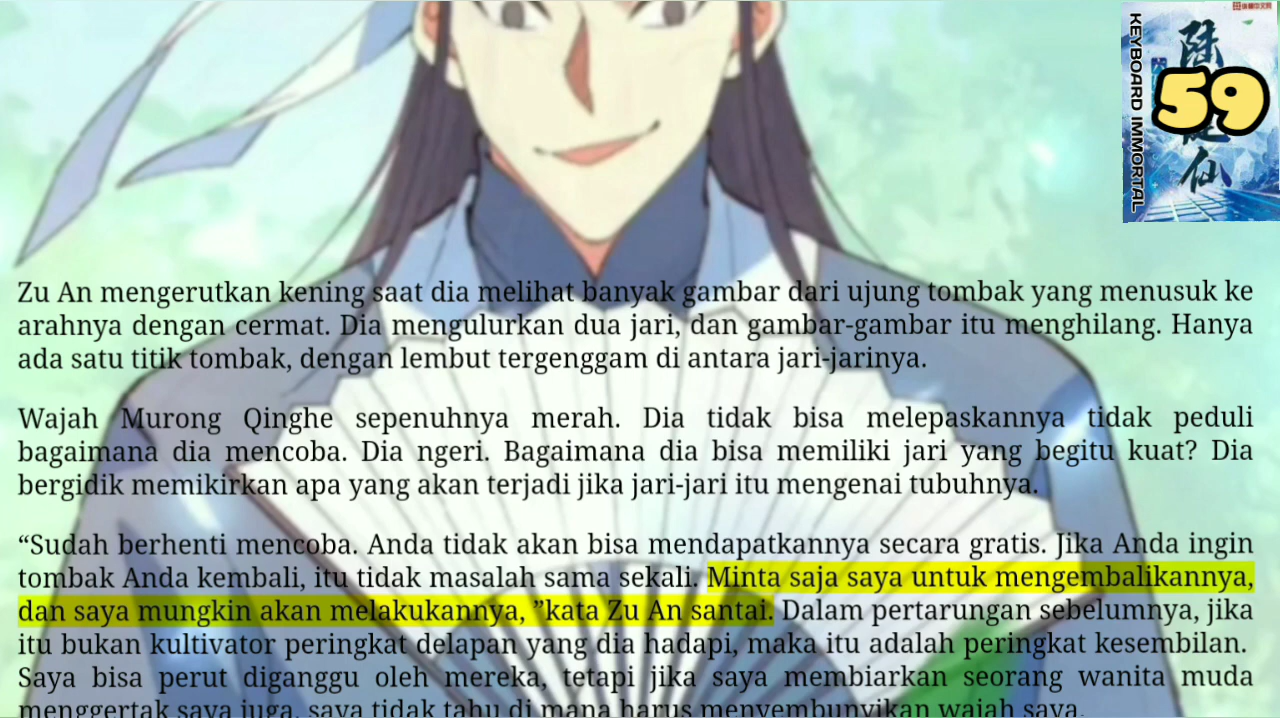 KEYBOARD IMMORTAL
59
仙
Zu An mengerutkan kening saat dia melihat banyak gambar dari ujung tombak yang menusuk ke
arahnya dengan cermat. Dia mengulurkan dua jari, dan gambar-gambar itu menghilang. Hanya
ada satu titik tombak, dengan lembut tergenggam di antara jari-jarinya.
Wajah Murong Qinghe sepenuhnya merah. Dia tidak bisa melepaskannya tidak peduli
bagaimana dia mencoba. Dia ngeri. Bagaimana dia bisa memiliki jari yang begitu kuat? Dia
bergidik memikirkan apa yang akan terjadi jika jari-jari itu mengenai tubuhnya.
“Sudah berhenti mencoba. Anda tidak akan bisa mendapatkannya secara gratis. Jika Anda ingin
tombak Anda kembali, itu tidak masalah sama sekali. Minta saja saya untuk mengembalikannya,
dan saya mungkin akan melakukannya, ”kata Zu An santai. Dalam pertarungan sebelumnya, jika
itu bukan kultivator peringkat delapan yang dia hadapi, maka itu adalah peringkat kesembilan.
Saya bisa perut diganggu oleh mereka, tetapi jika saya membiarkan seorang wanita muda
menggertak saya juga, saya tidak tahu di mana harus menyembunyikan wajah saya.